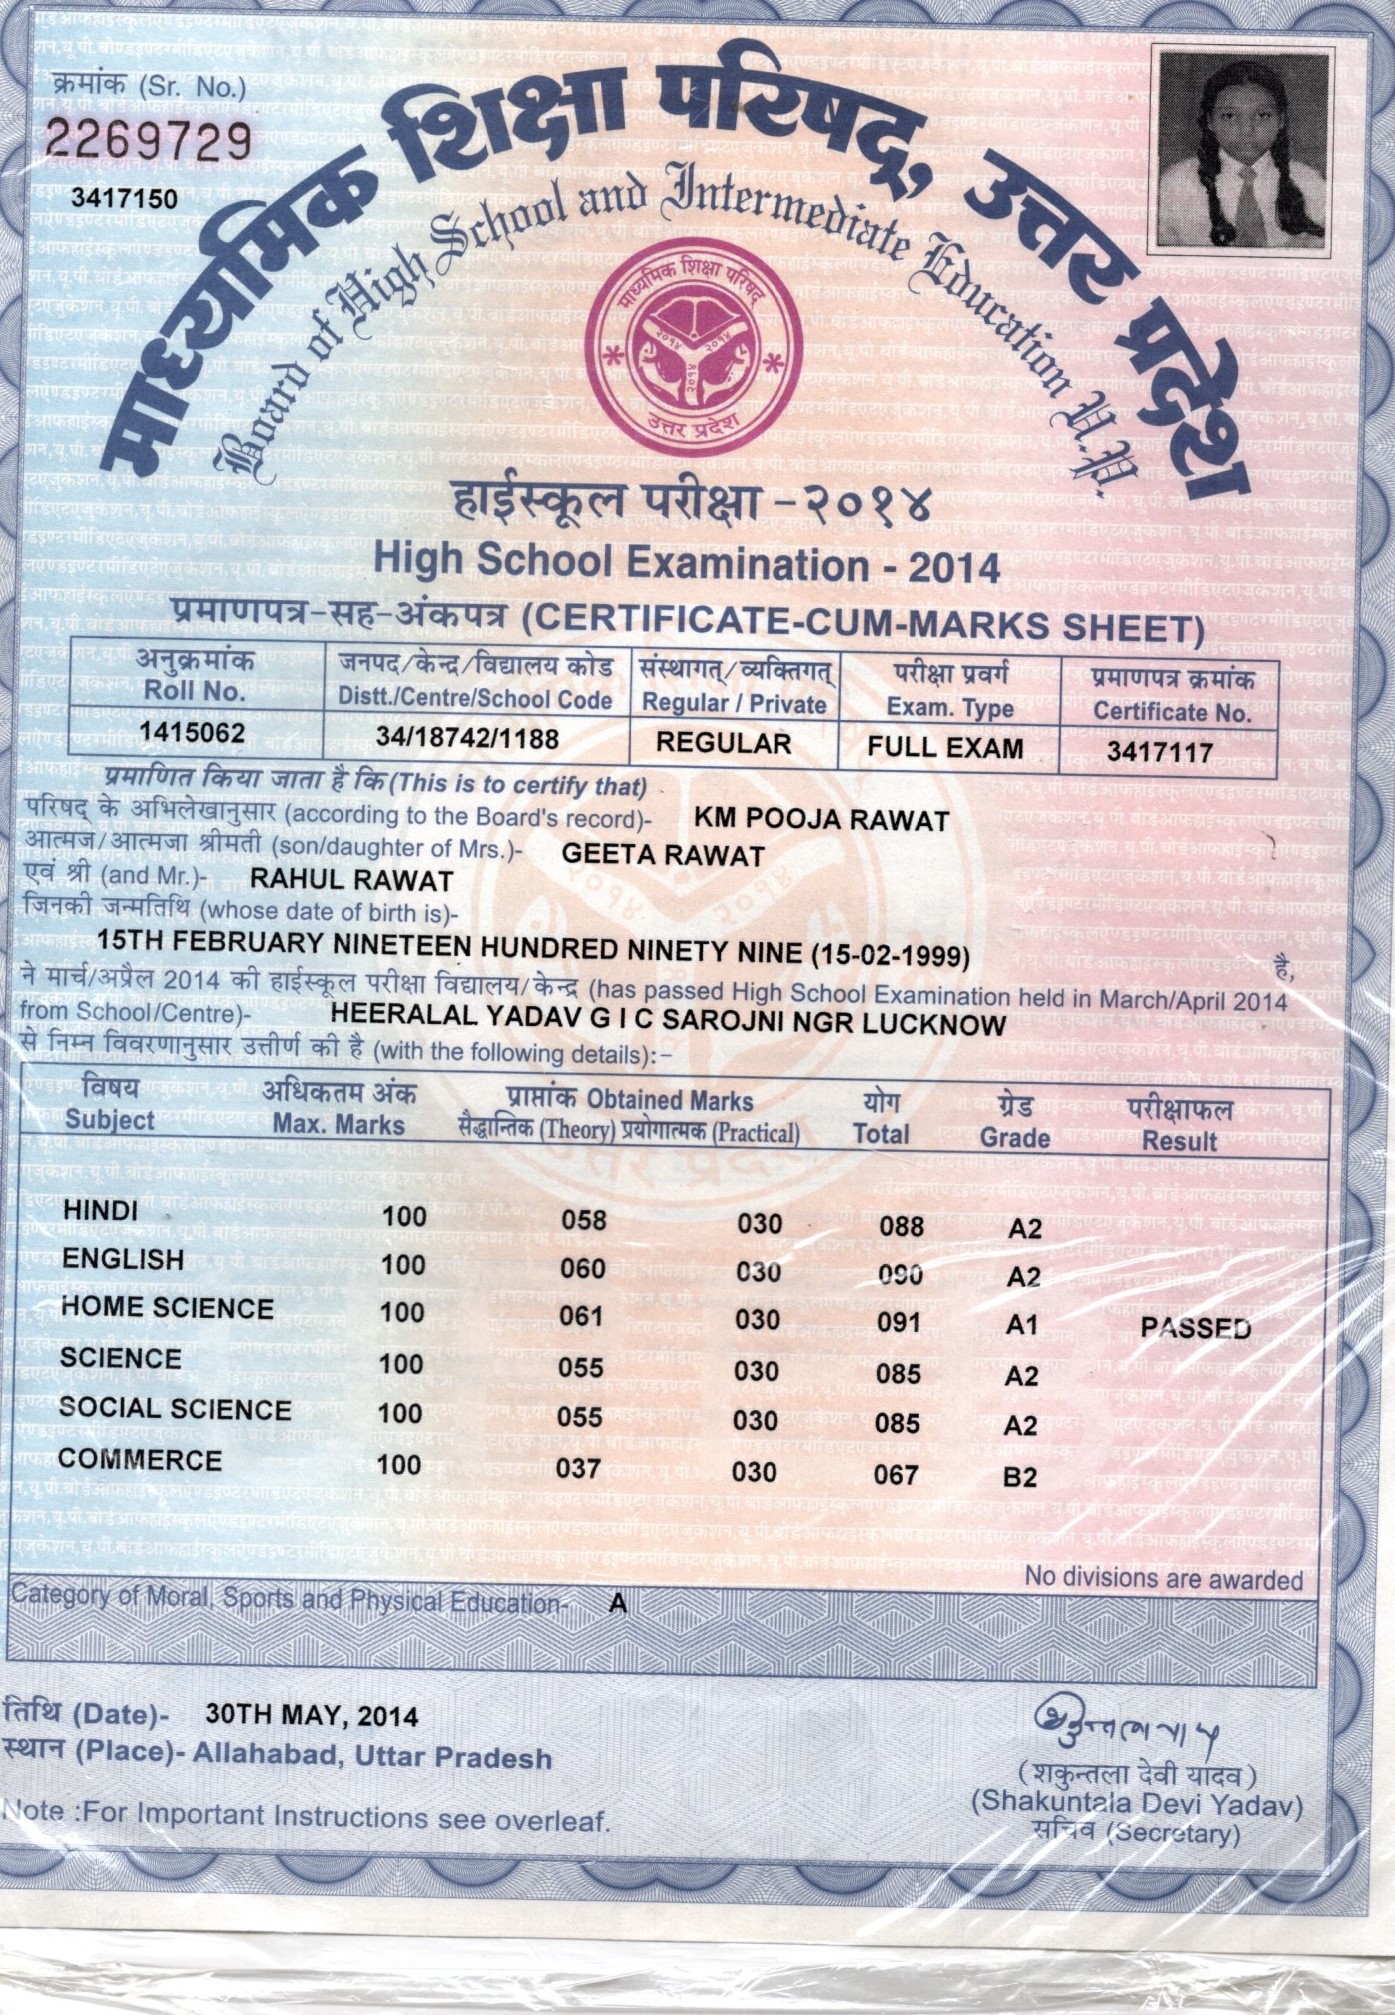 क्रमांक (Sr. No.)
2269729
3417150
माध्यमिक शिक्षा परिषद्, उत्तर प्रदेश
Board of High School and Intermediate Education U.P.
माध्यमिक शिक्षा परिषद
२०१४ २०१४
२०१४
उत्तर प्रदेश
हाईस्कूल परीक्षा - २०१४
High School Examination - 2014
प्रमाणपत्र-सह-अंकपत्र (CERTIFICATE-CUM-MARKS SHEET)
अनुक्रमांक जनपद/केन्द्र/विद्यालय कोड संस्थागत्/व्यक्तिगत् परीक्षा प्रवर्ग प्रमाणपत्र क्रमांक
Roll No. Distt./Centre/School Code Regular / Private Exam. Type Certificate No.
1415062 34/18742/1188 REGULAR FULL EXAM 3417117
प्रमाणित किया जाता है कि (This is to certify that)
परिषद् के अभिलेखानुसार (according to the Board's record)- KM POOJA RAWAT
आत्मज/आत्मजा श्रीमती (son/daughter of Mrs.)- GEETA RAWAT
एवं श्री (and Mr.)- RAHUL RAWAT
जिनकी जन्मतिथि (whose date of birth is)-
15TH FEBRUARY NINETEEN HUNDRED NINETY NINE (15-02-1999) है,
ने मार्च/अप्रैल 2014 की हाईस्कूल परीक्षा विद्यालय/केन्द्र (has passed High School Examination held in March/April 2014
from School/Centre)- HEERALAL YADAV G I C SAROJNI NGR LUCKNOW
से निम्न विवरणानुसार उत्तीर्ण की है (with the following details):-
विषय अधिकतम अंक प्राप्तांक Obtained Marks योग ग्रेड परीक्षाफल
Subject Max. Marks सैद्धान्तिक (Theory) प्रयोगात्मक (Practical) Total Grade Result
HINDI 100 058 030 088 A2
ENGLISH 100 060 030 090 A2
HOME SCIENCE 100 061 030 091 A1 PASSED
SCIENCE 100 055 030 085 A2
SOCIAL SCIENCE 100 055 030 085 A2
COMMERCE 100 037 030 067 B2
No divisions are awarded
Category of Moral, Sports and Physical Education- A
तिथि (Date)- 30TH MAY, 2014
स्थान (Place)- Allahabad, Uttar Pradesh
(शकुन्तला देवी यादव)
(Shakuntala Devi Yadav)
सचिव (Secretary)
Note :For Important Instructions see overleaf.